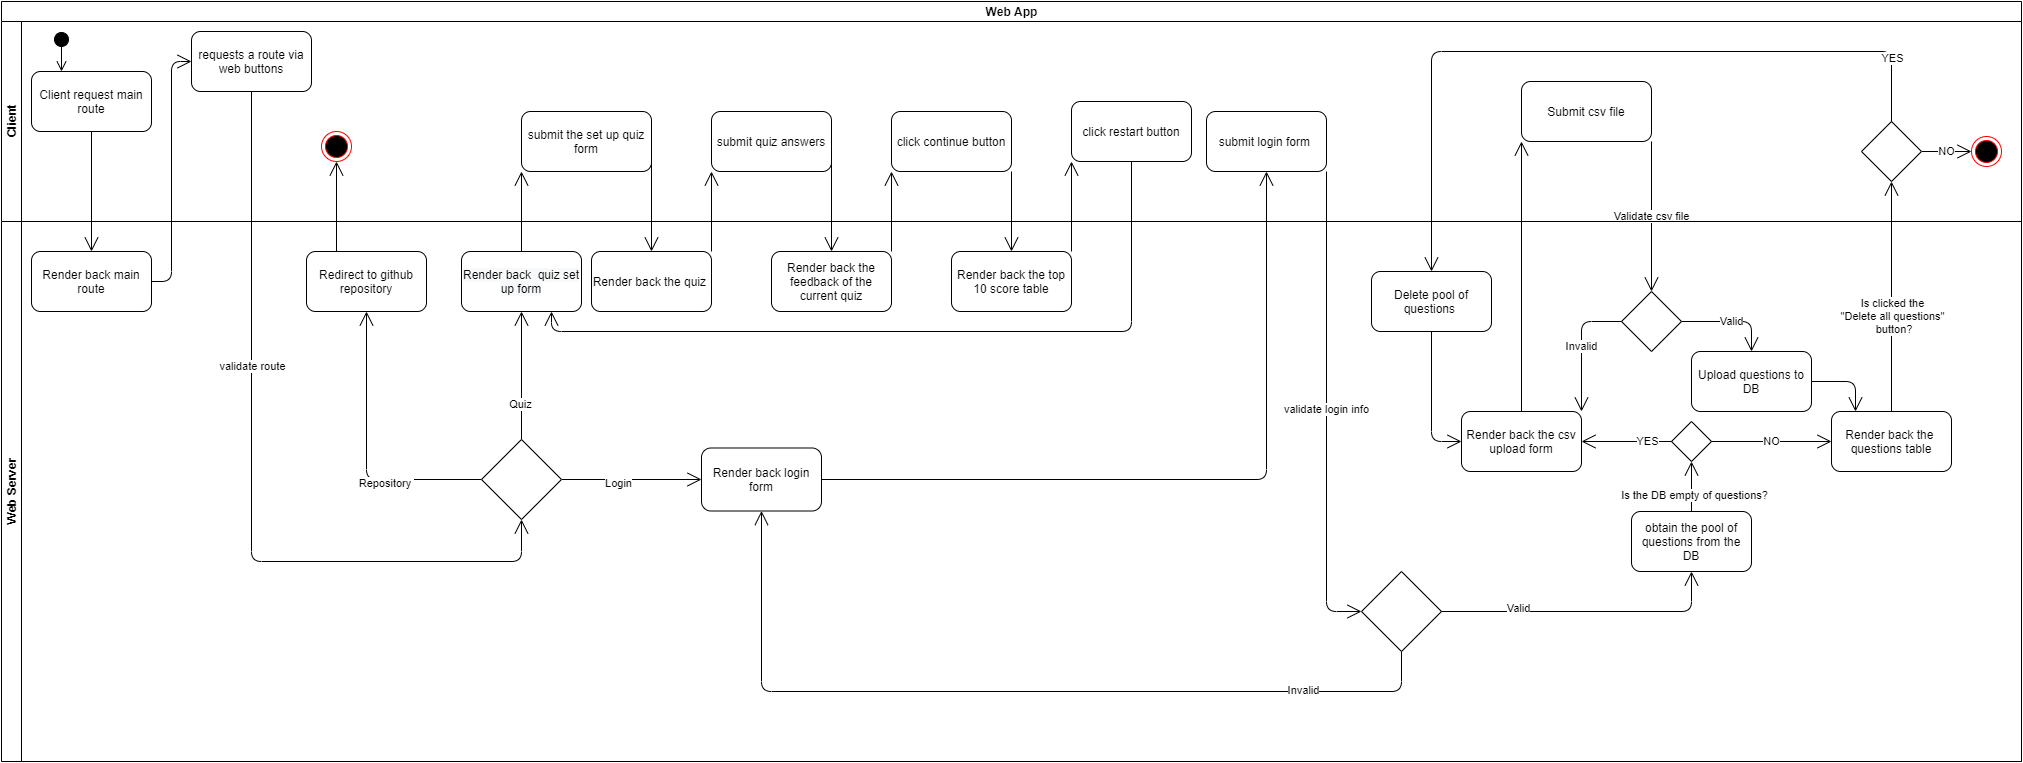 Web App
Client
requests a route via
web buttons
Client request main
route
submit the set up quiz
form
submit quiz answers
click continue button
click restart button
submit login form
Submit csv file
YES
NO
Validate csv file
Web Server
Render back main
route
Redirect to github
repository
Render back  quiz set
up form
Render back the quiz
Render back the
feedback of the
current quiz
Render back the top
10 score table
Delete pool of
questions
Is clicked the
"Delete all questions"
button?
Valid
Invalid
validate route
Upload questions to
DB
Quiz
validate login info
Render back the csv
upload form
YES
NO
Render back the
questions table
Repository
Login
Render back login
form
Is the DB empty of questions?
obtain the pool of
questions from the
DB
Valid
Invalid